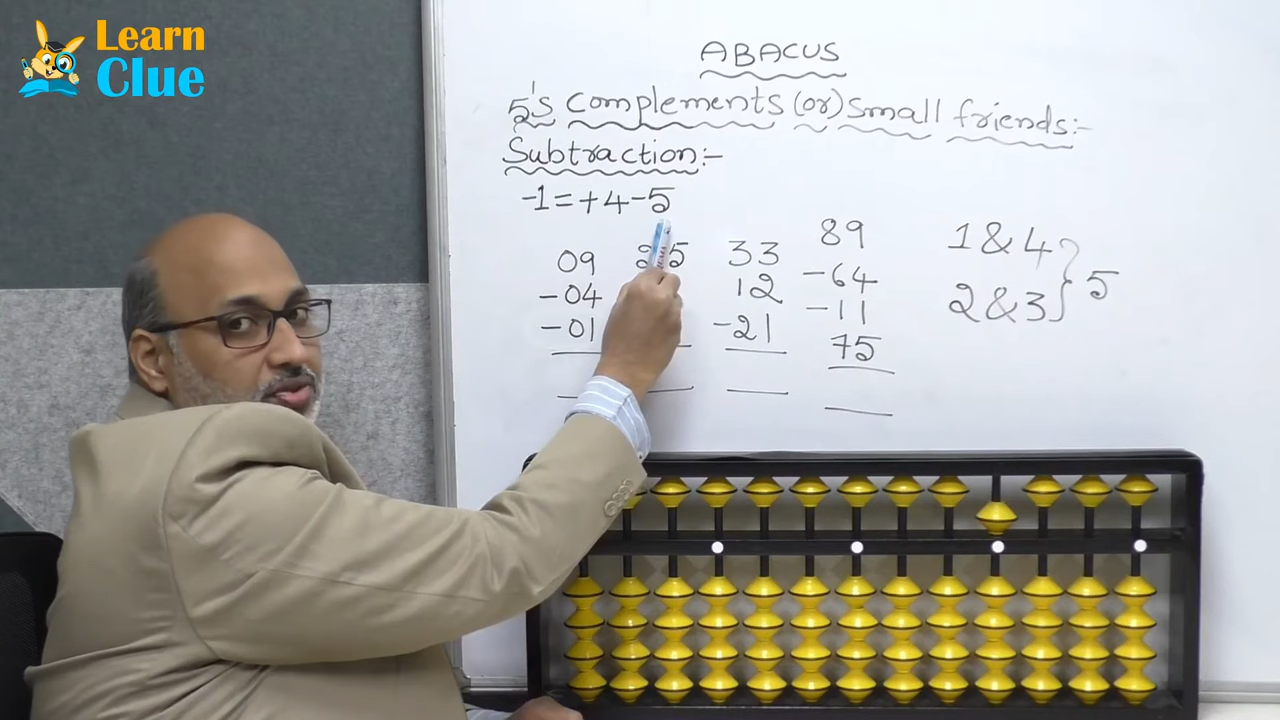 Learn
Clue
ABACUS
5's complements (or) small friends:-
Subtraction:-
-1=+4-5
09
-04
-01
25
33
12
-21
89
-64
-11
75
1&4
2&3 } 5